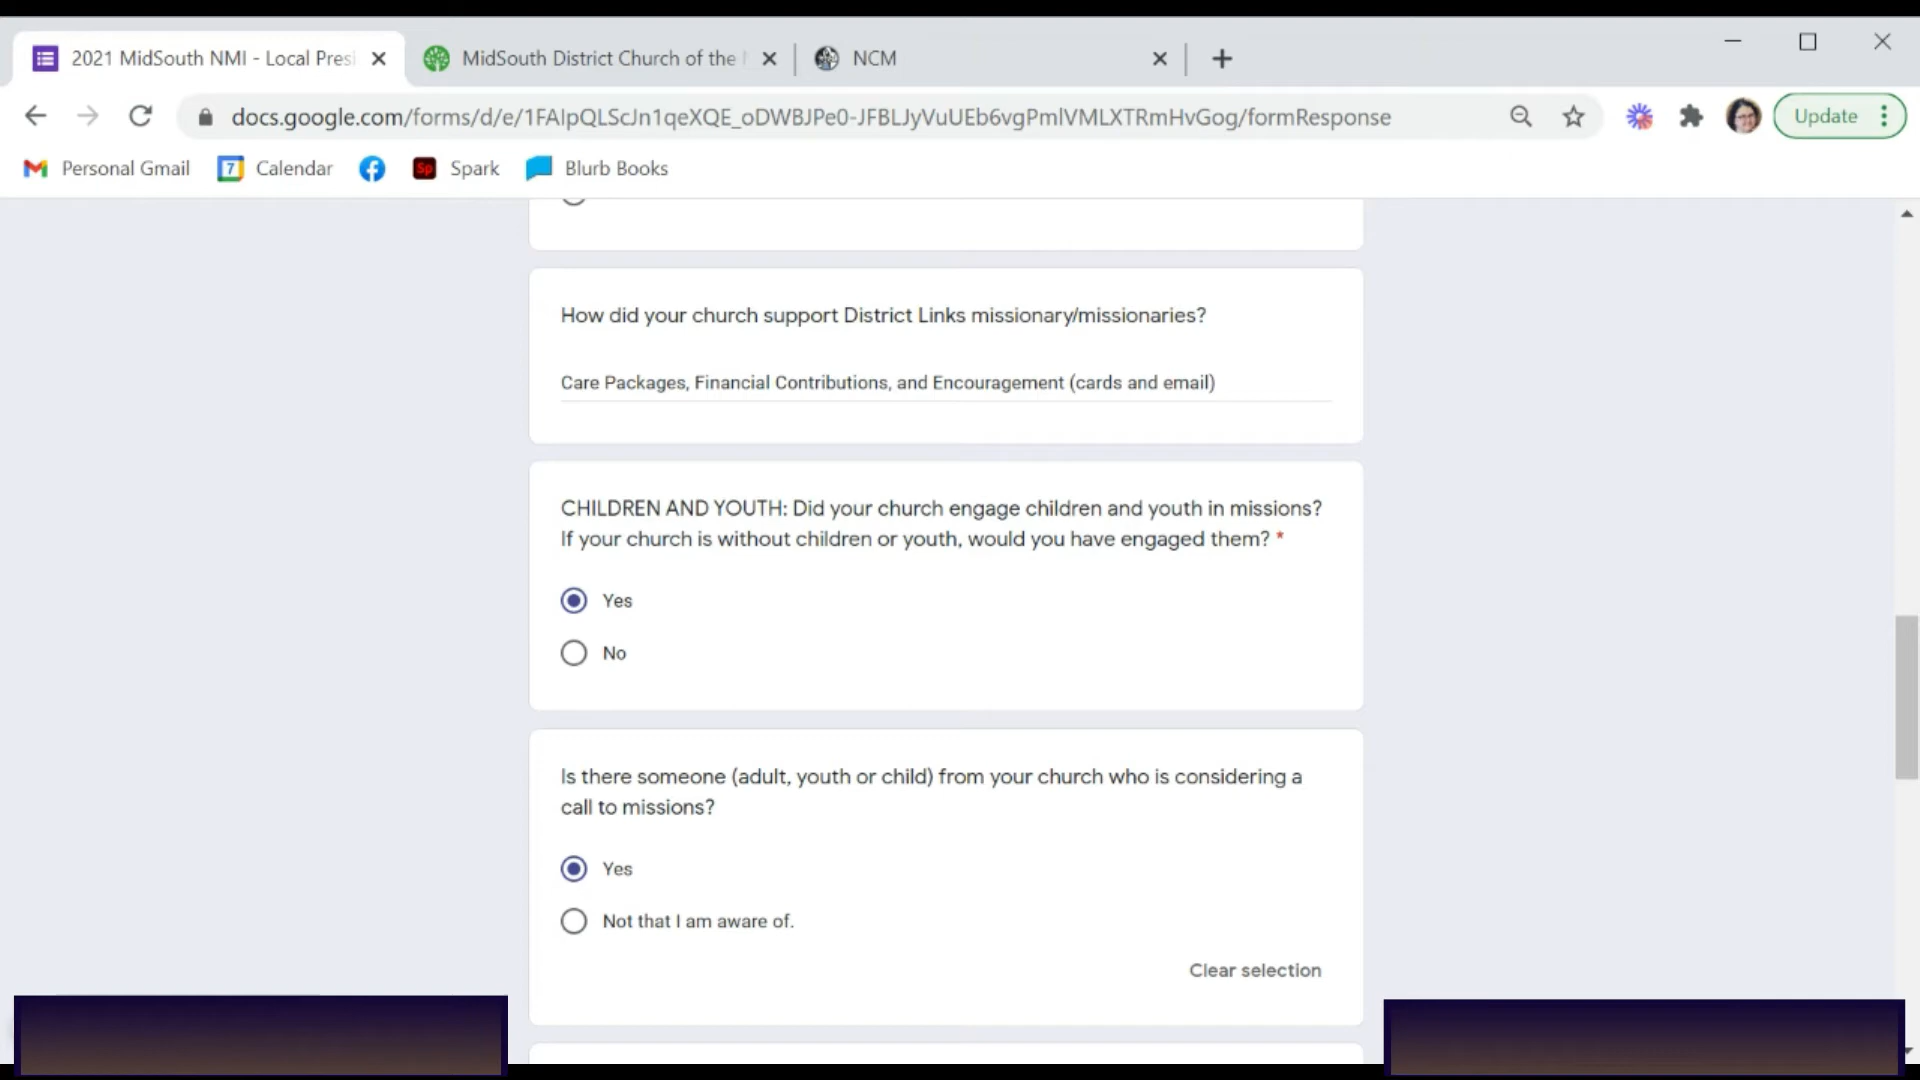 2021 MidSouth NMI - Local Presi
MidSouth District Church of the
NCM
docs.google.com/forms/d/e/1FAIpQLScJn1qeXQE_oDWBJPe0-JFBLJyVuUEb6vgPmlVMLXTRmHvGog/formResponse
Update
Personal Gmail
7 Calendar
Sp Spark
Blurb Books
How did your church support District Links missionary/missionaries?
Care Packages, Financial Contributions, and Encouragement (cards and email)
CHILDREN AND YOUTH: Did your church engage children and youth in missions?
If your church is without children or youth, would you have engaged them? *
Yes
No
Is there someone (adult, youth or child) from your church who is considering a
call to missions?
Yes
Not that I am aware of.
Clear selection